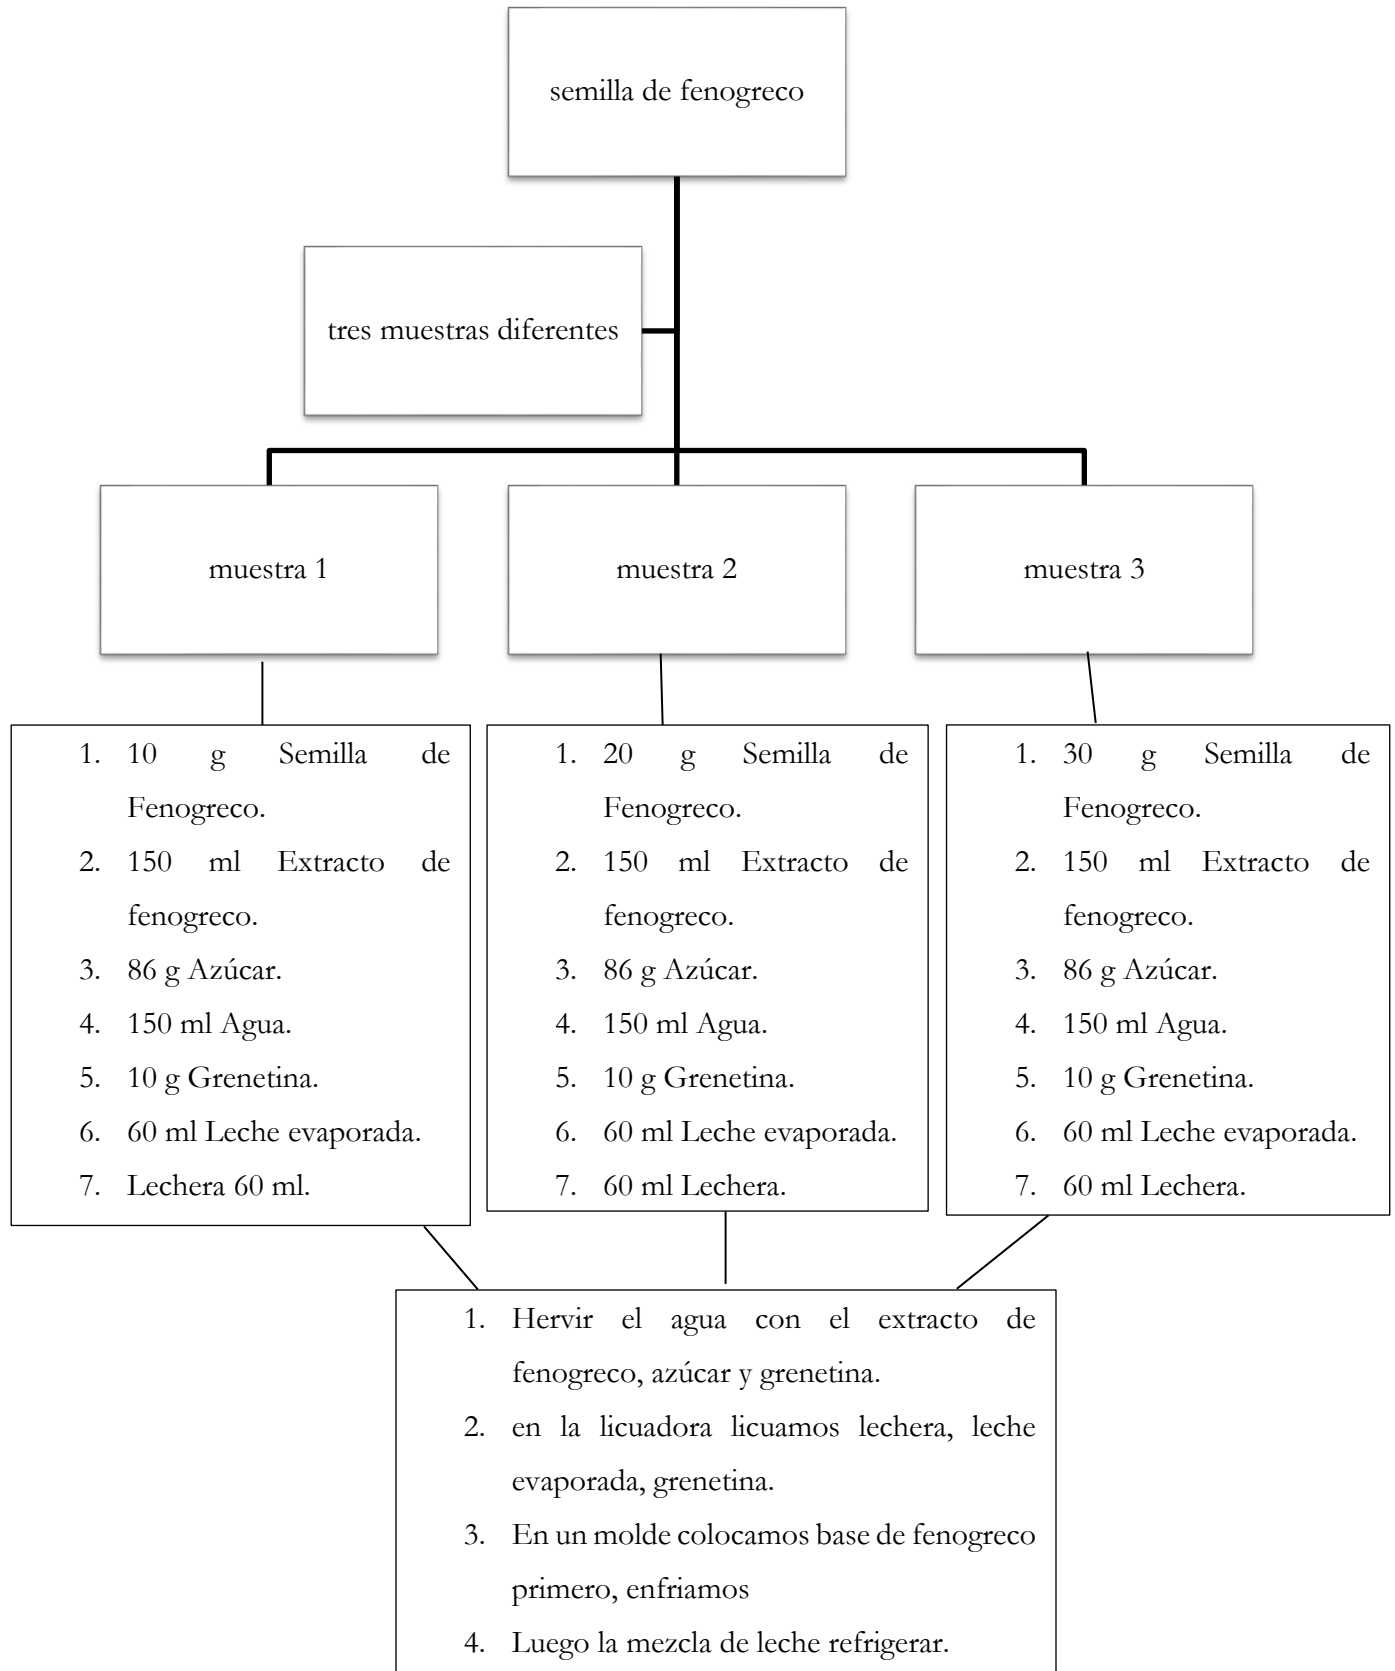 semilla de fenogreco
tres muestras diferentes
muestra 1
muestra 2
muestra 3
1. 10 g Semilla de
Fenogreco.
2. 150 ml Extracto de
fenogreco.
3. 86 g Azúcar.
4. 150 ml Agua.
5. 10 g Grenetina.
6. 60 ml Leche evaporada.
7. Lechera 60 ml.
1. 20 g Semilla de
Fenogreco.
2. 150 ml Extracto de
fenogreco.
3. 86 g Azúcar.
4. 150 ml Agua.
5. 10 g Grenetina.
6. 60 ml Leche evaporada.
7. 60 ml Lechera.
1. 30 g Semilla de
Fenogreco.
2. 150 ml Extracto de
fenogreco.
3. 86 g Azúcar.
4. 150 ml Agua.
5. 10 g Grenetina.
6. 60 ml Leche evaporada.
7. 60 ml Lechera.
1. Hervir el agua con el extracto de
fenogreco, azúcar y grenetina.
2. en la licuadora licuamos lechera, leche
evaporada, grenetina.
3. En un molde colocamos base de fenogreco
primero, enfriamos
4. Luego la mezcla de leche refrigerar.